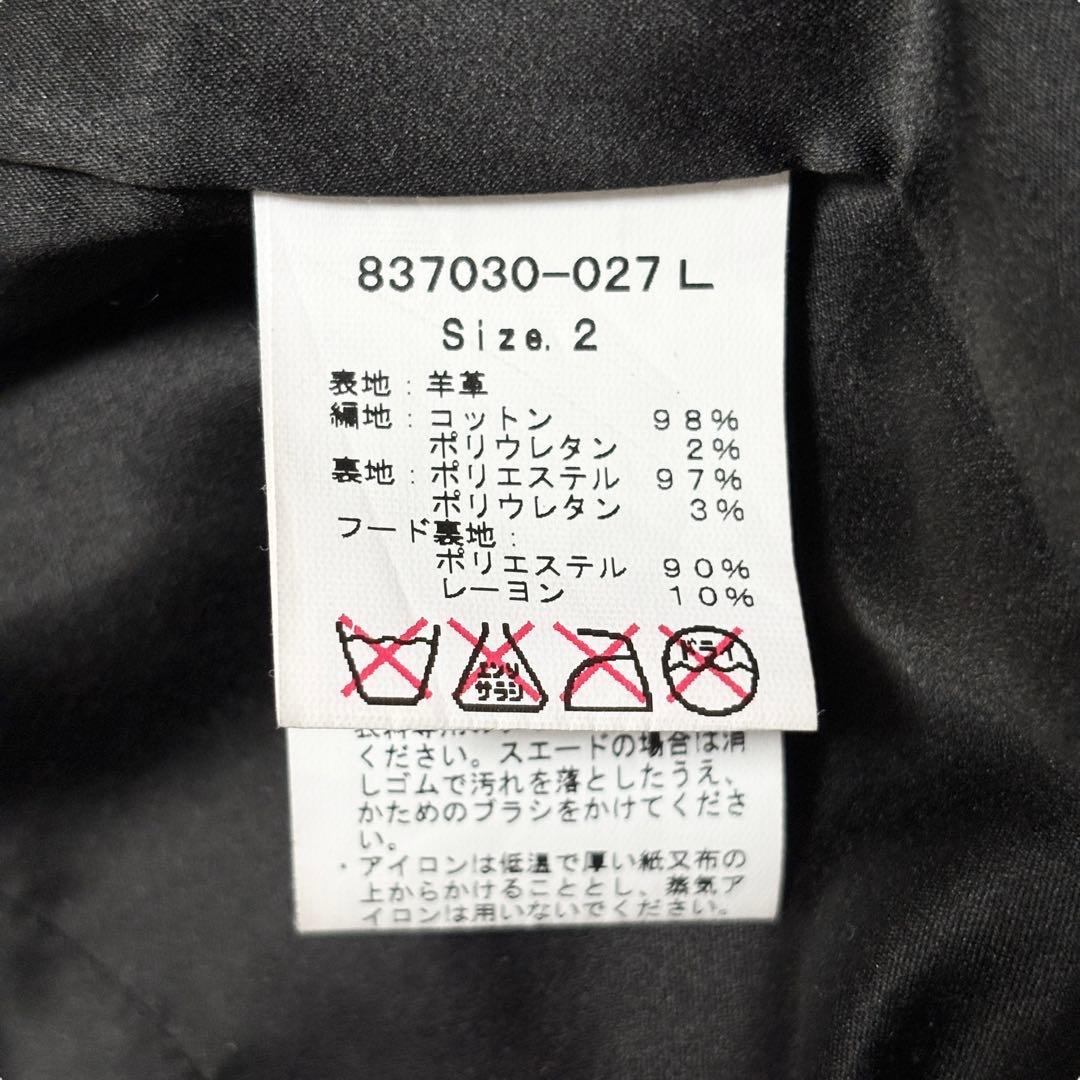 837030-027 L
Size. 2
表地:羊革
編地:コットン 98%
ポリウレタン 2%
裏地:ポリエステル 97%
ポリウレタン 3%
フード裏地:
ポリエステル 90%
レーヨン 10%
エンソ サラシ
ドライ
ください。スエードの場合は消
しゴムで汚れを落としたうえ、
かためのブラシをかけてくださ
い。
・アイロンは低温で厚い紙又布の
上からかけることとし、蒸気ア
イロンは用いないでください。